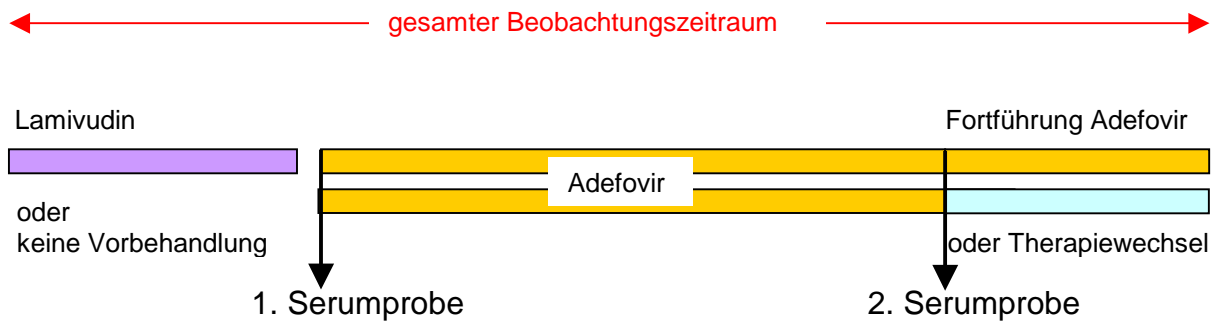 gesamter Beobachtungszeitraum
Lamivudin
Fortführung Adefovir
Adefovir
oder
keine Vorbehandlung
oder Therapiewechsel
1. Serumprobe
2. Serumprobe